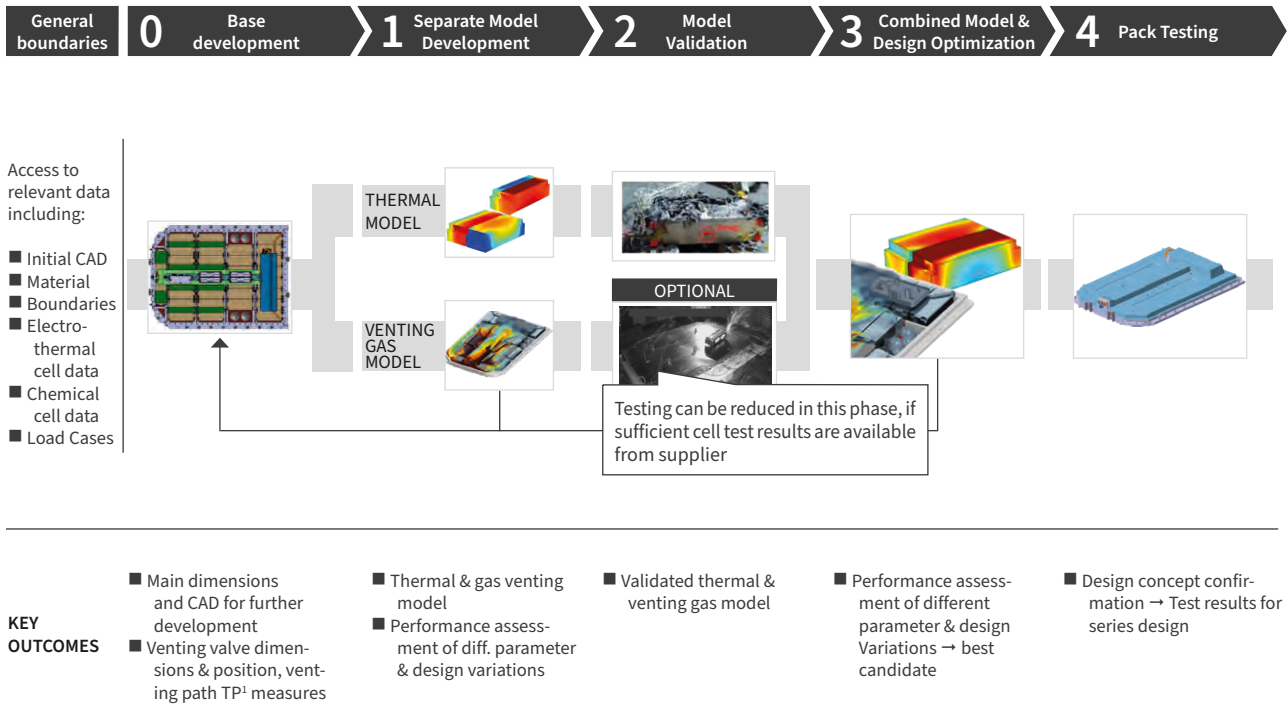 General
boundaries
0
Base
development
1
Separate Model
Development
2
Model
Validation
3
Combined Model &
Design Optimization
4
Pack Testing
Access to
relevant data
including:
■ Initial CAD
■ Material
■ Boundaries
■ Electro-
thermal
cell data
■ Chemical
cell data
■ Load Cases
THERMAL
MODEL
VENTING
GAS
MODEL
OPTIONAL
Testing can be reduced in this phase, if
sufficient cell test results are available
from supplier
KEY
OUTCOMES
■ Main dimensions
and CAD for further
development
■ Venting valve dimen-
sions & position, vent-
ing path TP¹ measures
■ Thermal & gas venting
model
■ Performance assess-
ment of diff. parameter
& design variations
■ Validated thermal &
venting gas model
■ Performance assess-
ment of different
parameter & design
Variations → best
candidate
■ Design concept confir-
mation → Test results for
series design